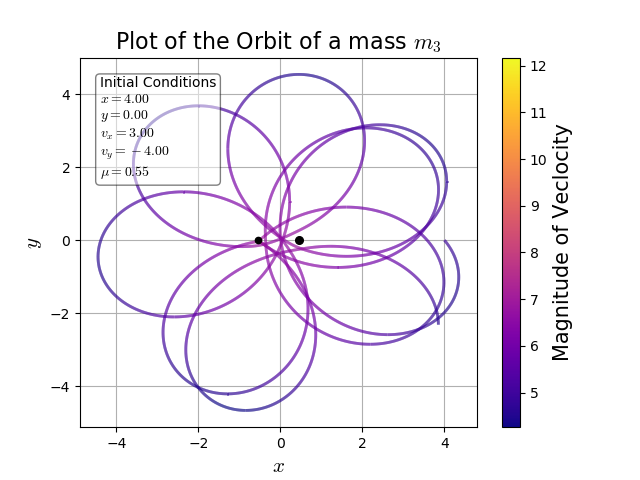 Plot of the Orbit of a mass m₃
Initial Conditions
x = 4.00
y = 0.00
vₓ = 3.00
v_y = −4.00
μ = 0.55
y
4
2
0
−2
−4
−4
−2
0
2
4
x
12
11
10
9
8
7
6
5
Magnitude of Veclocity